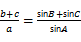 b+c/a = sinB+sinC/sinA